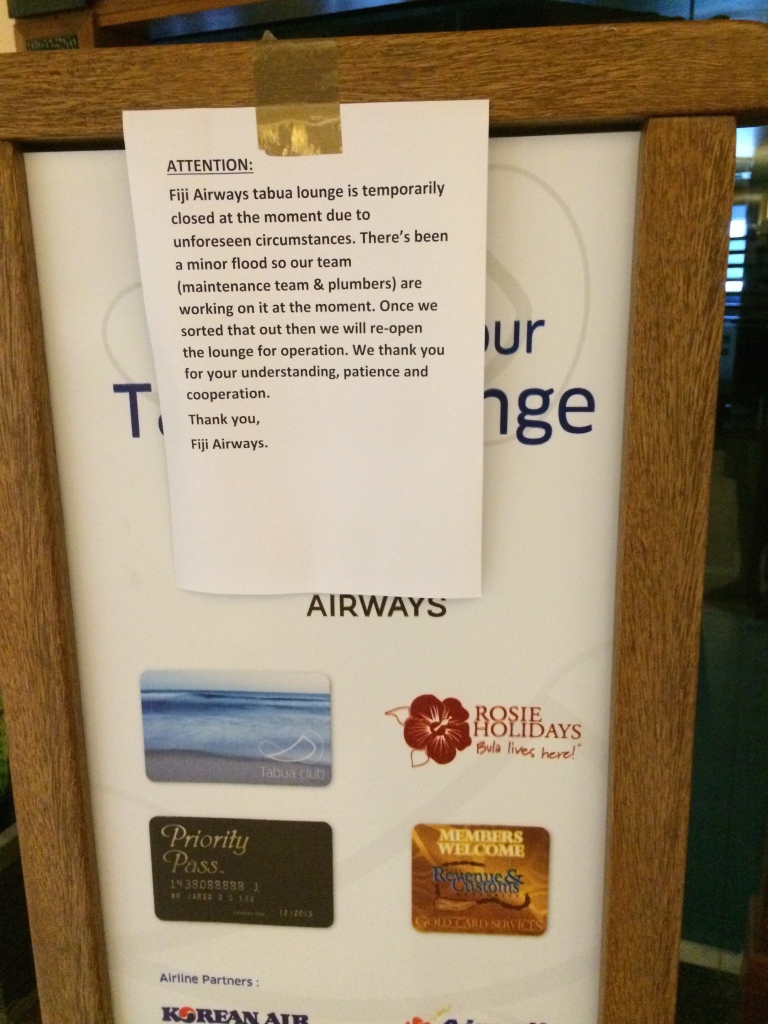 ATTENTION:
Fiji Airways tabua lounge is temporarily
closed at the moment due to
unforeseen circumstances. There's been
a minor flood so our team
(maintenance team & plumbers) are
working on it at the moment. Once we
sorted that out then we will re-open
the lounge for operation. We thank you
for your understanding, patience and
cooperation.
Thank you,
Fiji Airways.
our
Ta nge
AIRWAYS
Tabua club
ROSIE
HOLIDAYS
Bula lives here!
Priority
Pass
12/2013
MEMBERS
WELCOME
Revenue &
Customs
GOLD CARD SERVICES
Airline Partners :
KOREAN AIR